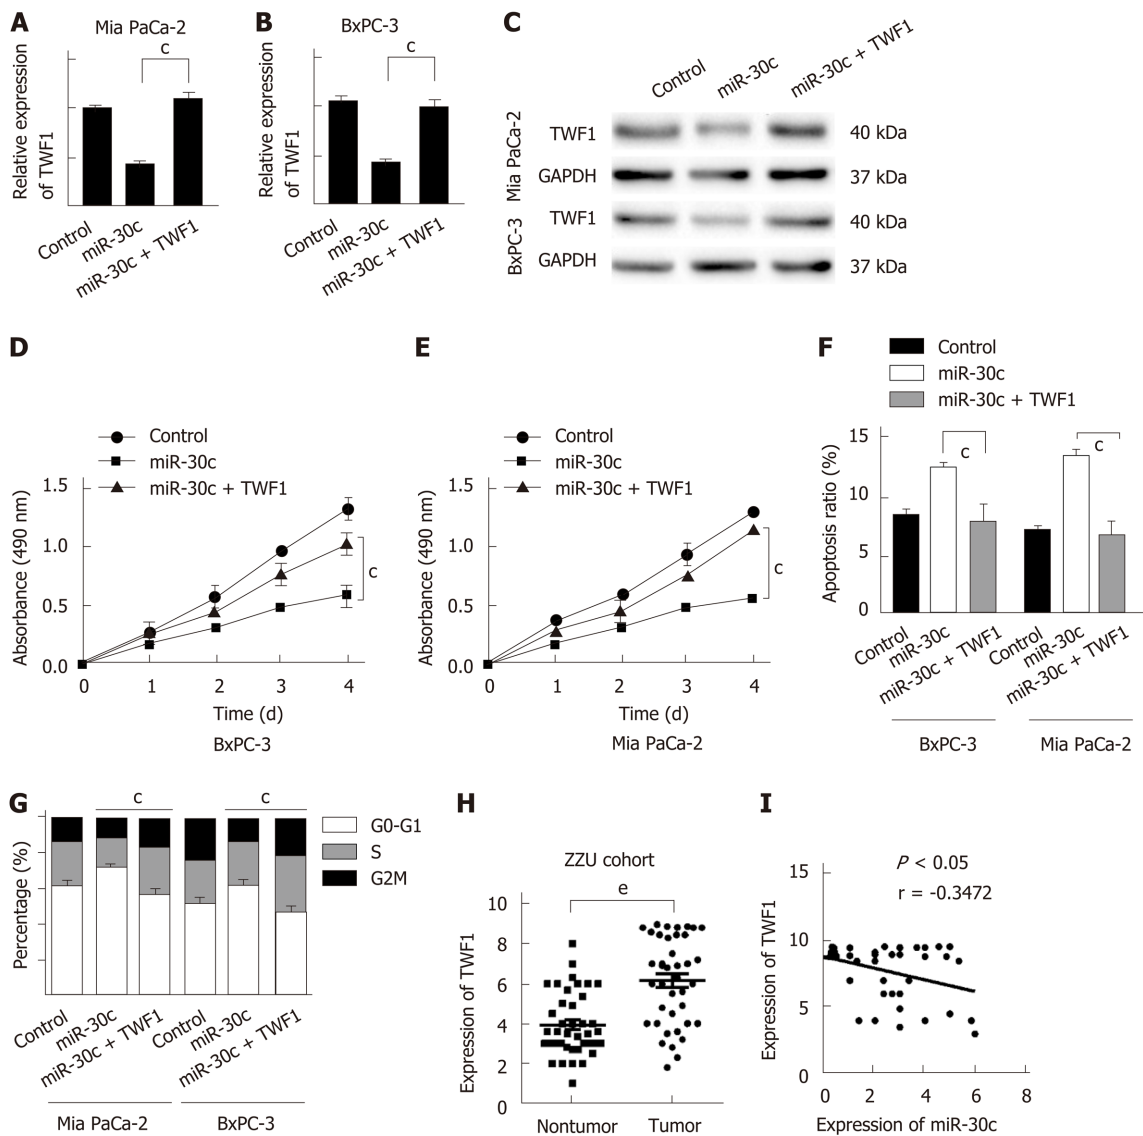 A
Mia PaCa-2
c
Relative expression
of TWF1
Control
miR-30c
miR-30c + TWF1
B
BxPC-3
c
Relative expression
of TWF1
Control
miR-30c
miR-30c + TWF1
C
Control
miR-30c
miR-30c + TWF1
Mia PaCa-2
TWF1
40 kDa
GAPDH
37 kDa
BxPC-3
TWF1
40 kDa
GAPDH
37 kDa
D
Control
miR-30c
miR-30c + TWF1
Absorbance (490 nm)
1.5
1.0
0.5
0.0
c
0 1 2 3 4
Time (d)
BxPC-3
E
Control
miR-30c
miR-30c + TWF1
Absorbance (490 nm)
1.5
1.0
0.5
0.0
c
0 1 2 3 4
Time (d)
Mia PaCa-2
F
Control
miR-30c
miR-30c + TWF1
Apoptosis ratio (%)
15
10
5
0
c
c
Control
miR-30c
miR-30c + TWF1
Control
miR-30c
miR-30c + TWF1
BxPC-3
Mia PaCa-2
G
c
c
Percentage (%)
G0-G1
S
G2M
Control
miR-30c
miR-30c + TWF1
Control
miR-30c
miR-30c + TWF1
Mia PaCa-2
BxPC-3
H
ZZU cohort
e
Expression of TWF1
10
8
6
4
2
0
Nontumor
Tumor
I
P < 0.05
r = -0.3472
Expression of TWF1
15
10
5
0
0 2 4 6 8
Expression of miR-30c